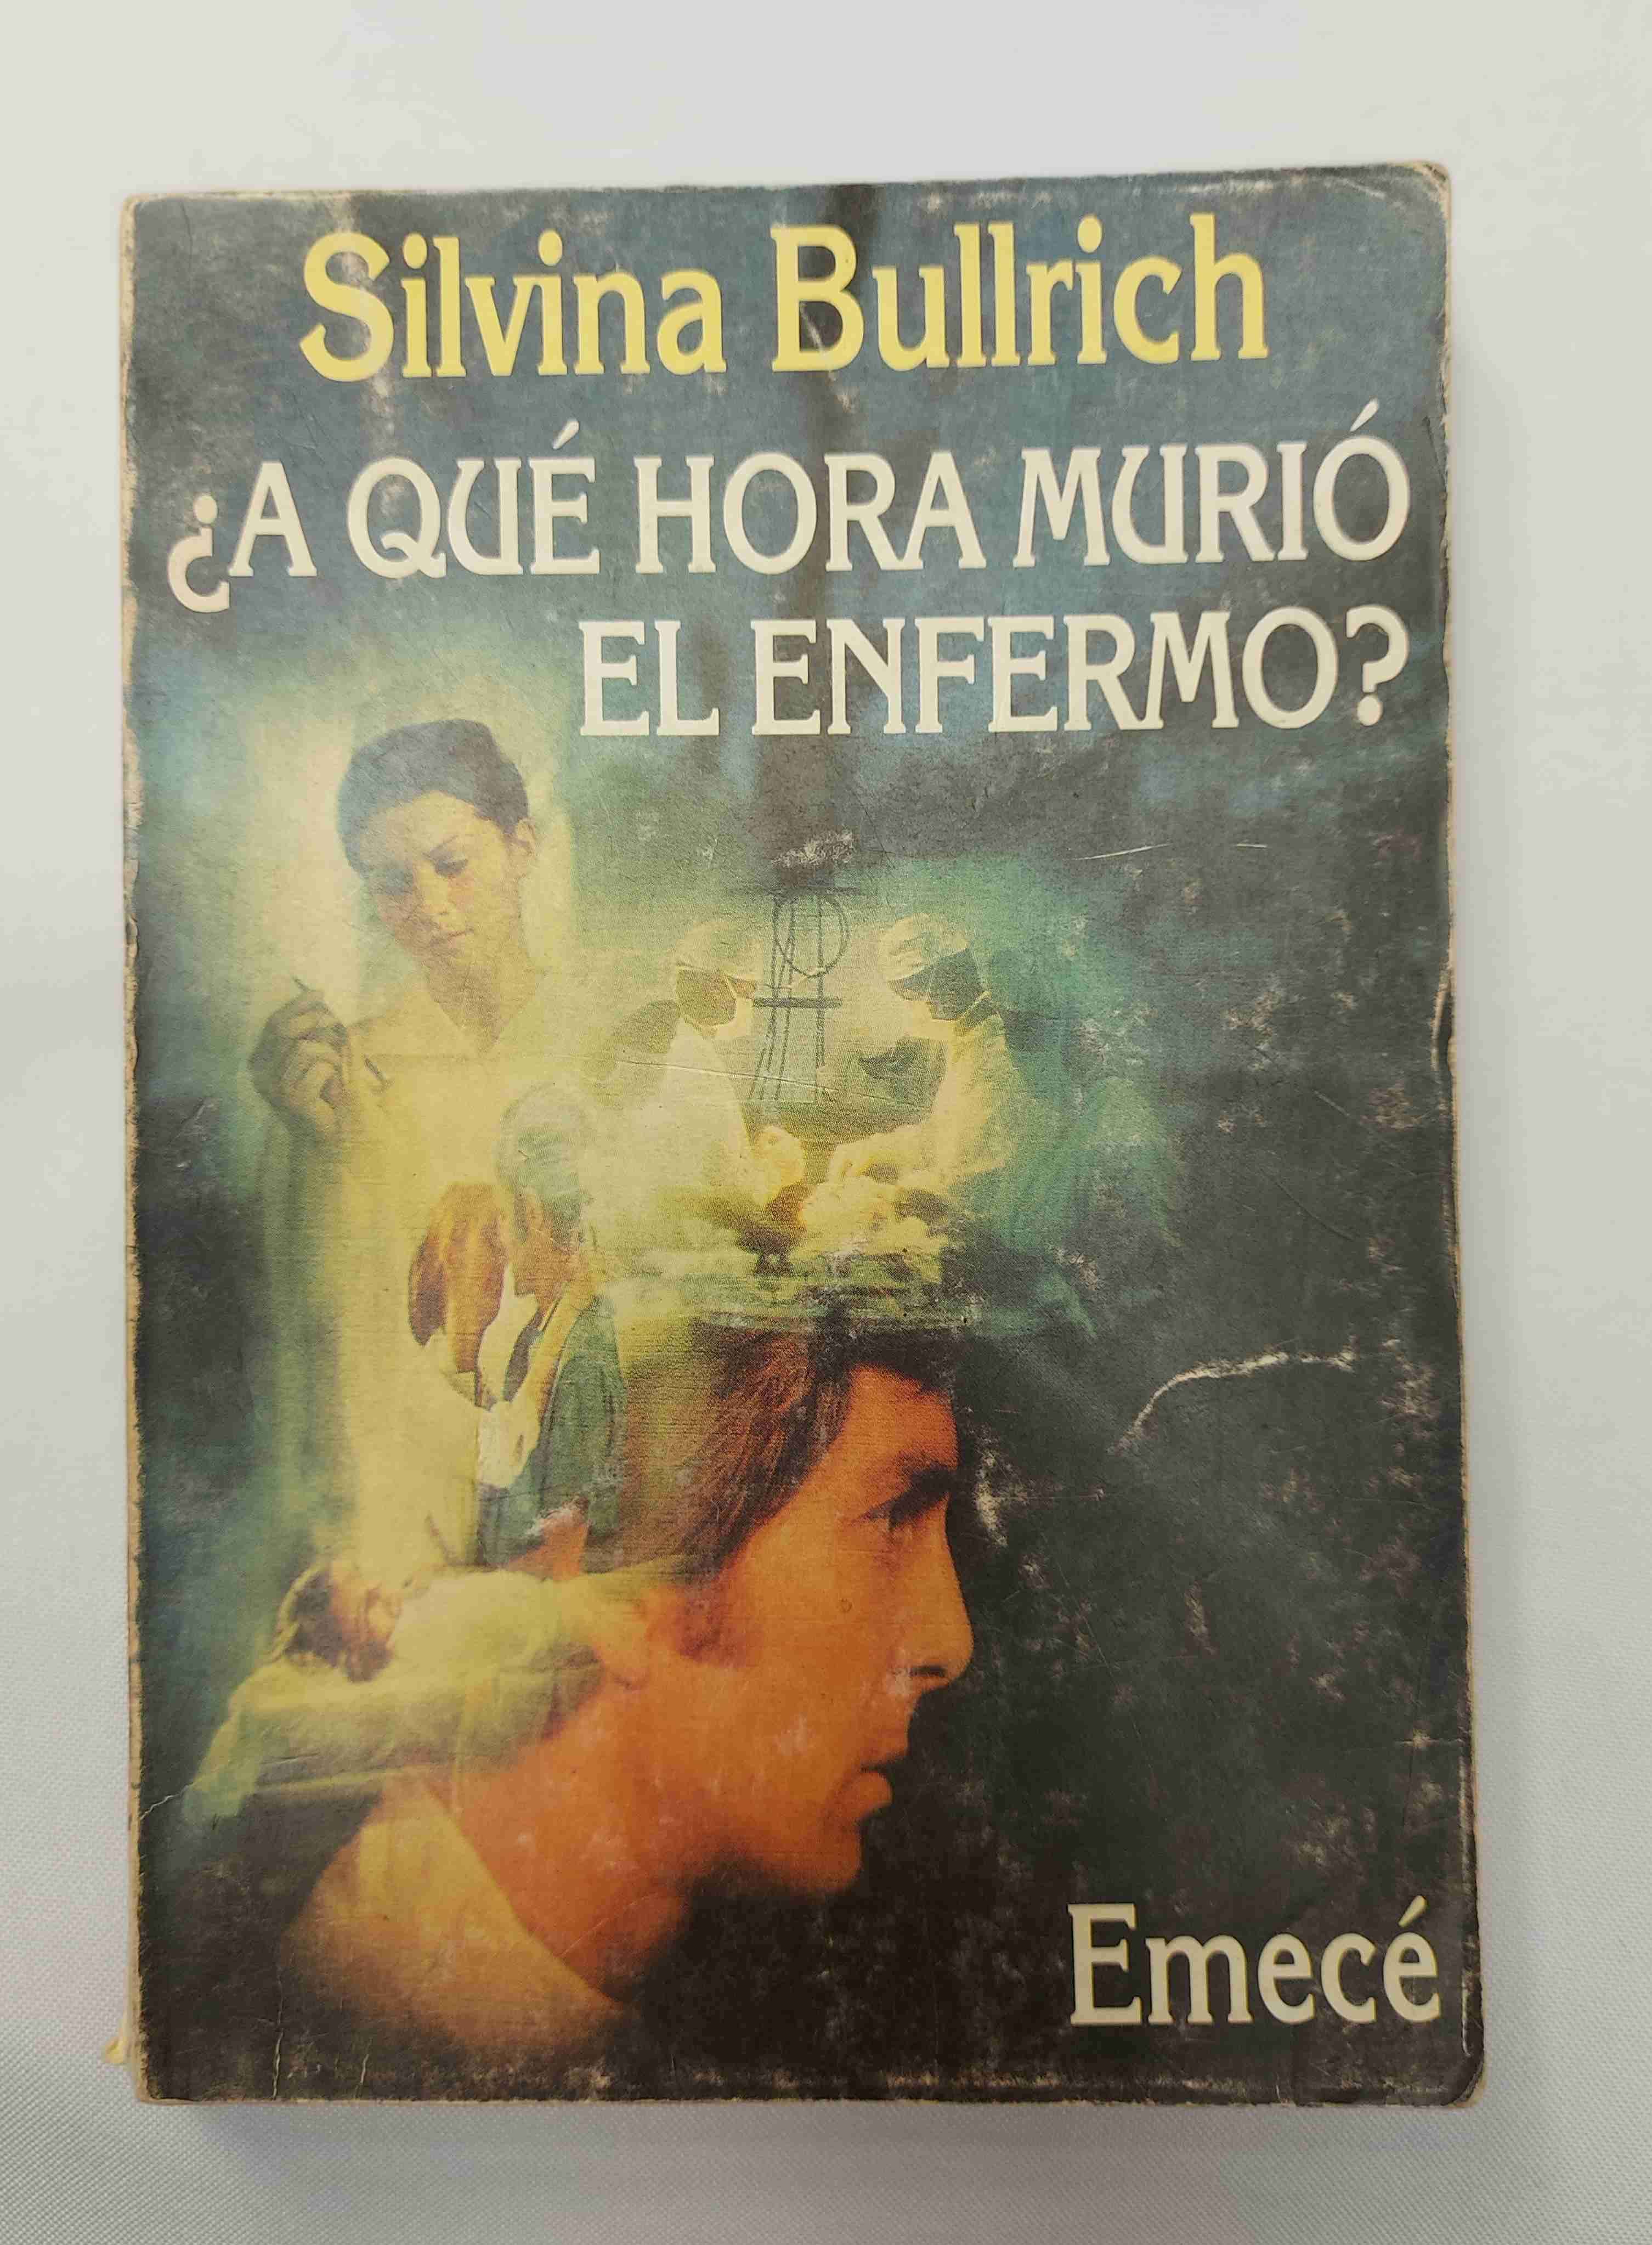 Silvina Bullrich
¿A QUÉ HORA MURIÓ
EL ENFERMO?
Emecé